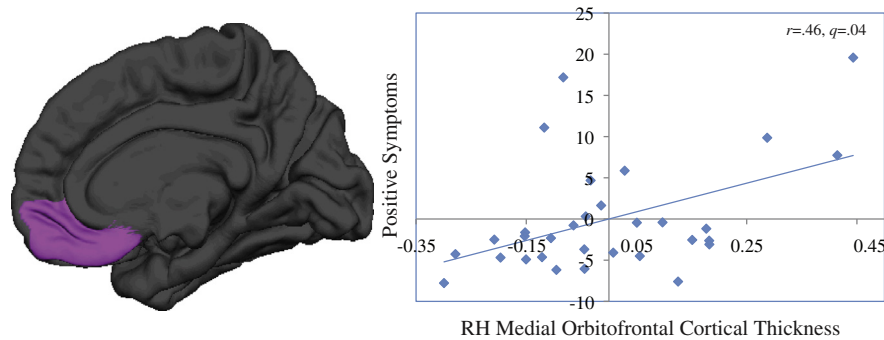 r=.46, q=.04
25
20
15
10
5
0
-5
-10
-0.35 -0.15 0.05 0.25 0.45
Positive Symptoms
RH Medial Orbitofrontal Cortical Thickness